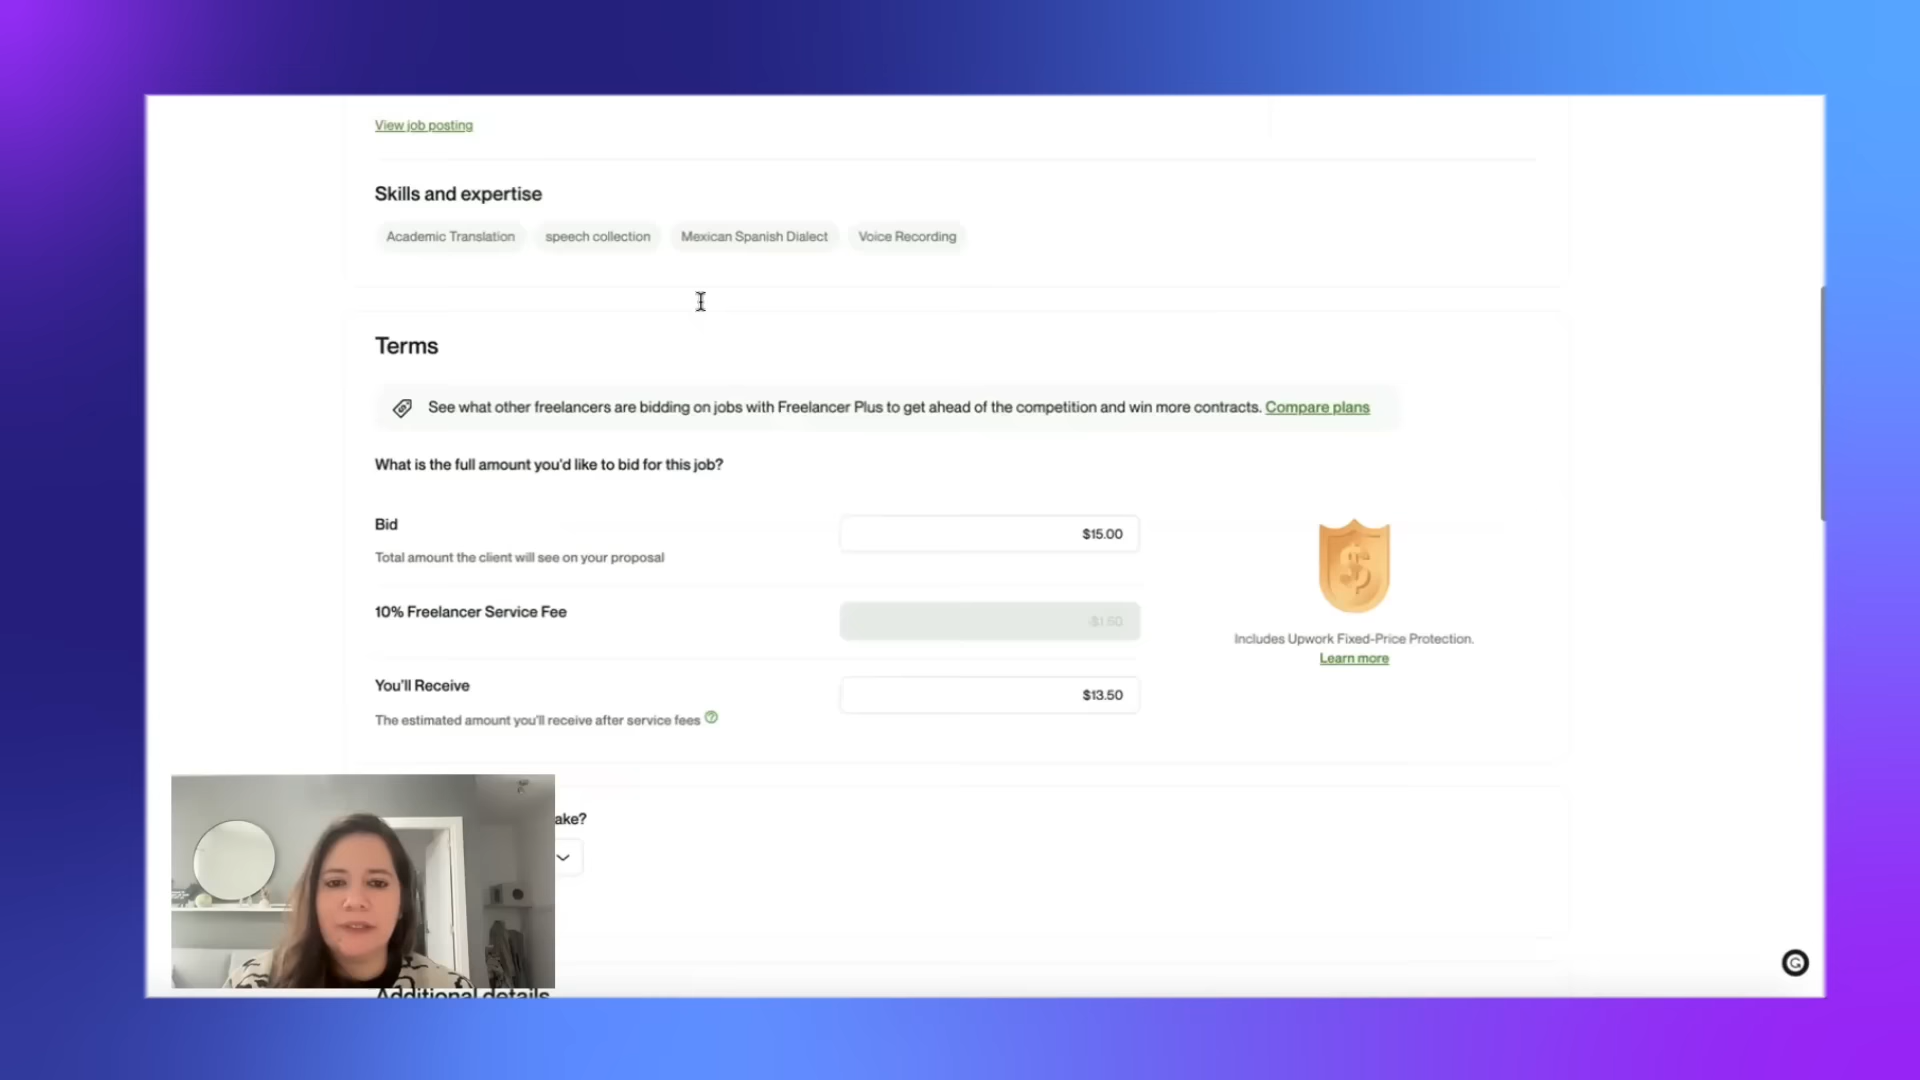 View job posting
Skills and expertise
Academic Translation speech collection Mexican Spanish Dialect Voice Recording
Terms
See what other freelancers are bidding on jobs with Freelancer Plus to get ahead of the competition and win more contracts. Compare plans
What is the full amount you'd like to bid for this job?
Bid
$15.00
Total amount the client will see on your proposal
10% Freelancer Service Fee
-$1.50
Includes Upwork Fixed-Price Protection.
Learn more
You'll Receive
$13.50
The estimated amount you'll receive after service fees
ake?
Additional details